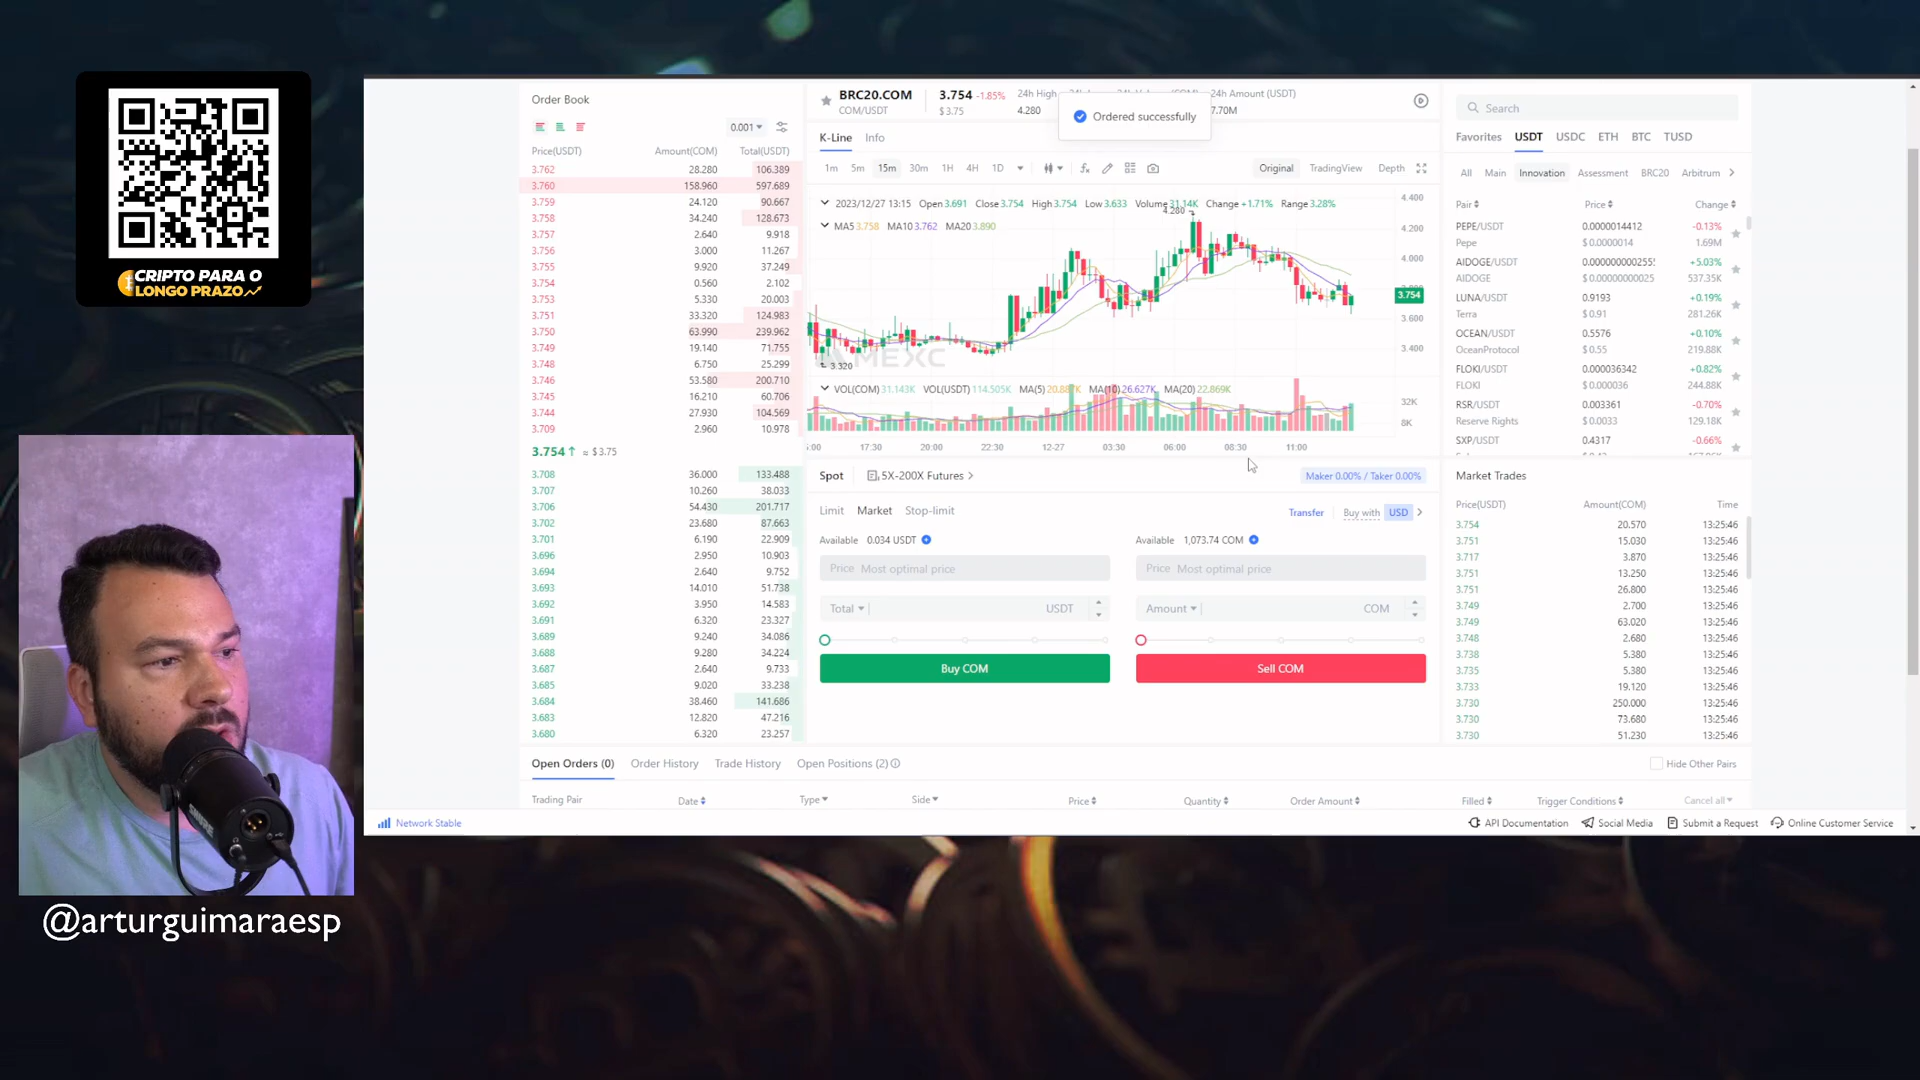 CRIPTO PARA O
LONGO PRAZO
@arturguimaraesp
Order Book
0.001
Price(USDT) Amount(COM) Total(USDT)
3.762 28.280 106.389
3.760 158.960 597.689
3.759 24.120 90.667
3.758 34.240 128.673
3.757 2.640 9.918
3.756 3.000 11.267
3.755 9.920 37.249
3.754 0.560 2.102
3.753 5.330 20.003
3.751 33.320 124.983
3.750 63.990 239.962
3.749 19.140 71.755
3.748 6.750 25.299
3.746 53.580 200.710
3.745 16.210 60.706
3.744 27.930 104.569
3.709 2.960 10.978
3.754 ↑ ≈ $3.75
3.708 36.000 133.488
3.707 10.260 38.033
3.706 54.430 201.717
3.702 23.680 87.663
3.701 6.190 22.909
3.696 2.950 10.903
3.694 2.640 9.752
3.693 14.010 51.738
3.692 3.950 14.583
3.691 6.320 23.327
3.689 9.240 34.086
3.688 9.280 34.224
3.687 2.640 9.733
3.685 9.020 33.238
3.684 38.460 141.686
3.683 12.820 47.216
3.680 6.320 23.257
BRC20.COM 3.754 -1.85% 24h High 24h Amount (USDT)
COM/USDT $ 3.75 4.280 7.70M
Ordered successfully
K-Line Info
1m 5m 15m 30m 1H 4H 1D Original TradingView Depth
2023/12/27 13:15 Open 3.691 Close 3.754 High 3.754 Low 3.633 Volume 31.14K Change +1.71% Range 3.28%
4.280
MA5 3.758 MA10 3.762 MA20 3.890
4.400
4.200
4.000
3.754
3.600
3.400
MEXC
3.320
VOL(COM) 31.143K VOL(USDT) 114.505K MA(5) MA(10) 26.627K MA(20) 22.869K
32K
8K
17:30 20:00 22:30 12-27 03:30 06:00 08:30 11:00
Spot 5X-200X Futures > Maker 0.00% / Taker 0.00%
Limit Market Stop-limit Transfer Buy with USD
Available 0.034 USDT Available 1,073.74 COM
Price Most optimal price Price Most optimal price
Total USDT Amount COM
Buy COM Sell COM
Search
Favorites USDT USDC ETH BTC TUSD
All Main Innovation Assessment BRC20 Arbitrum
Pair Price Change
PEPE/USDT 0.0000014412 -0.13%
Pepe $ 0.0000014 1.69M
AIDOGE/USDT 0.000000000255 +5.03%
AIDOGE $ 0.00000000025 537.35K
LUNA/USDT 0.9193 +0.19%
Terra $ 0.91 281.26K
OCEAN/USDT 0.5576 +0.10%
OceanProtocol $ 0.55 219.88K
FLOKI/USDT 0.000036342 +0.82%
FLOKI $ 0.000036 244.88K
RSR/USDT 0.003361 -0.70%
Reserve Rights $ 0.0033 129.18K
SXP/USDT 0.4317 -0.66%
Market Trades
Price(USDT) Amount(COM) Time
3.754 20.570 13:25:46
3.751 15.030 13:25:46
3.717 3.870 13:25:46
3.751 13.250 13:25:46
3.751 26.800 13:25:46
3.749 2.700 13:25:46
3.749 63.020 13:25:46
3.748 2.680 13:25:46
3.738 5.380 13:25:46
3.735 5.380 13:25:46
3.733 19.120 13:25:46
3.730 250.000 13:25:46
3.730 73.680 13:25:46
3.730 51.230 13:25:46
Open Orders (0) Order History Trade History Open Positions (2) Hide Other Pairs
Trading Pair Date Type Side Price Quantity Order Amount Filled Trigger Conditions Cancel all
Network Stable API Documentation Social Media Submit a Request Online Customer Service